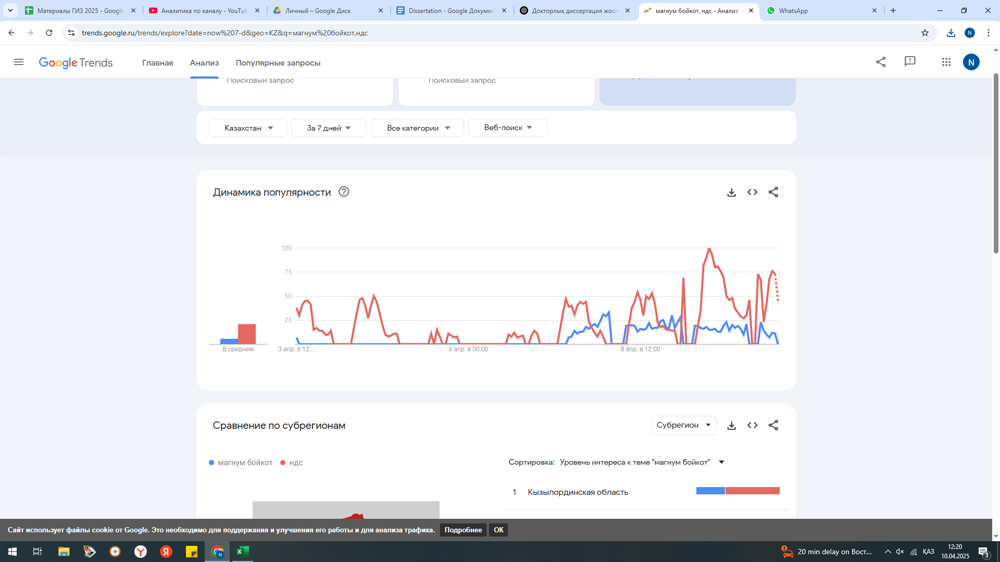 Материалы ГИЗ 2025 - Google
Аналитика по каналу - YouTub
Личный – Google Диск
Dissertation - Google Докумен
Докторлық диссертация жосп
магнум бойкот, ндс - Анализ -
WhatsApp
trends.google.ru/trends/explore?date=now%207-d&geo=KZ&q=магнум%20бойкот,ндс
N
Google Trends
Главная
Анализ
Популярные запросы
N
Поисковый запрос
Поисковый запрос
Казахстан
За 7 дней
Все категории
Веб-поиск
Динамика популярности
100
75
50
25
В среднем
3 апр. в 12:...
6 апр. в 00:00
8 апр. в 12:00
Сравнение по субрегионам
Субрегион
магнум бойкот
ндс
Сортировка: Уровень интереса к теме "магнум бойкот"
1 Кызылординская область
Сайт использует файлы cookie от Google. Это необходимо для поддержания и улучшения его работы и для анализа трафика.
Подробнее
ОК
20 min delay on Вост...
ҚАЗ
12:20
10.04.2025
3